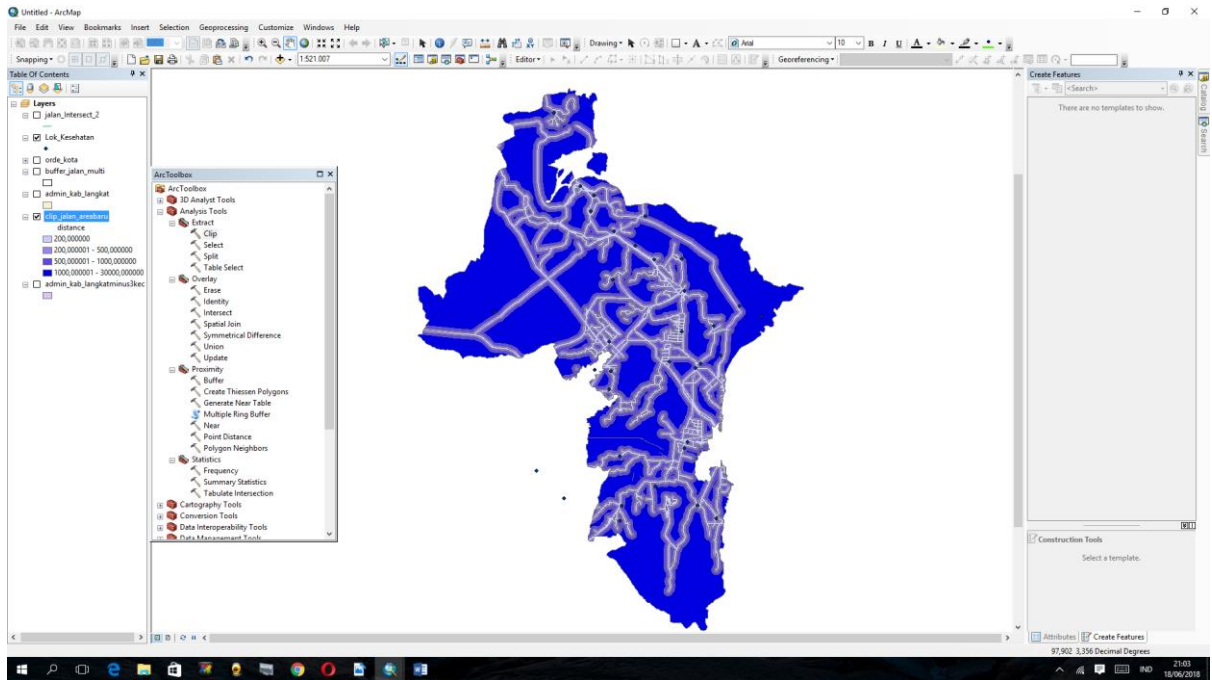 Untitled - ArcMap
File Edit View Bookmarks Insert Selection Geoprocessing Customize Windows Help
Drawing Arial 10 B I U A
Snapping 1:521.007 Editor Georeferencing
Table Of Contents
Layers
jalan_Intersect_2
Lok_Kesehatan
orde_kota
buffer_jalan_multi
admin_kab_langkat
clip_jalan_areabaru
distance
200,000000
200,000001 - 500,000000
500,000001 - 1000,000000
1000,000001 - 30000,000000
admin_kab_langkatminus3kec
ArcToolbox
ArcToolbox
3D Analyst Tools
Analysis Tools
Extract
Clip
Select
Split
Table Select
Overlay
Erase
Identity
Intersect
Spatial Join
Symmetrical Difference
Union
Update
Proximity
Buffer
Create Thiessen Polygons
Generate Near Table
Multiple Ring Buffer
Near
Point Distance
Polygon Neighbors
Statistics
Frequency
Summary Statistics
Tabulate Intersection
Cartography Tools
Conversion Tools
Data Interoperability Tools
Data Management Tools
Create Features
<Search>
There are no templates to show.
Catalog
Search
Construction Tools
Select a template.
Attributes Create Features
97,902 3,356 Decimal Degrees
IND 21:03
18/06/2018